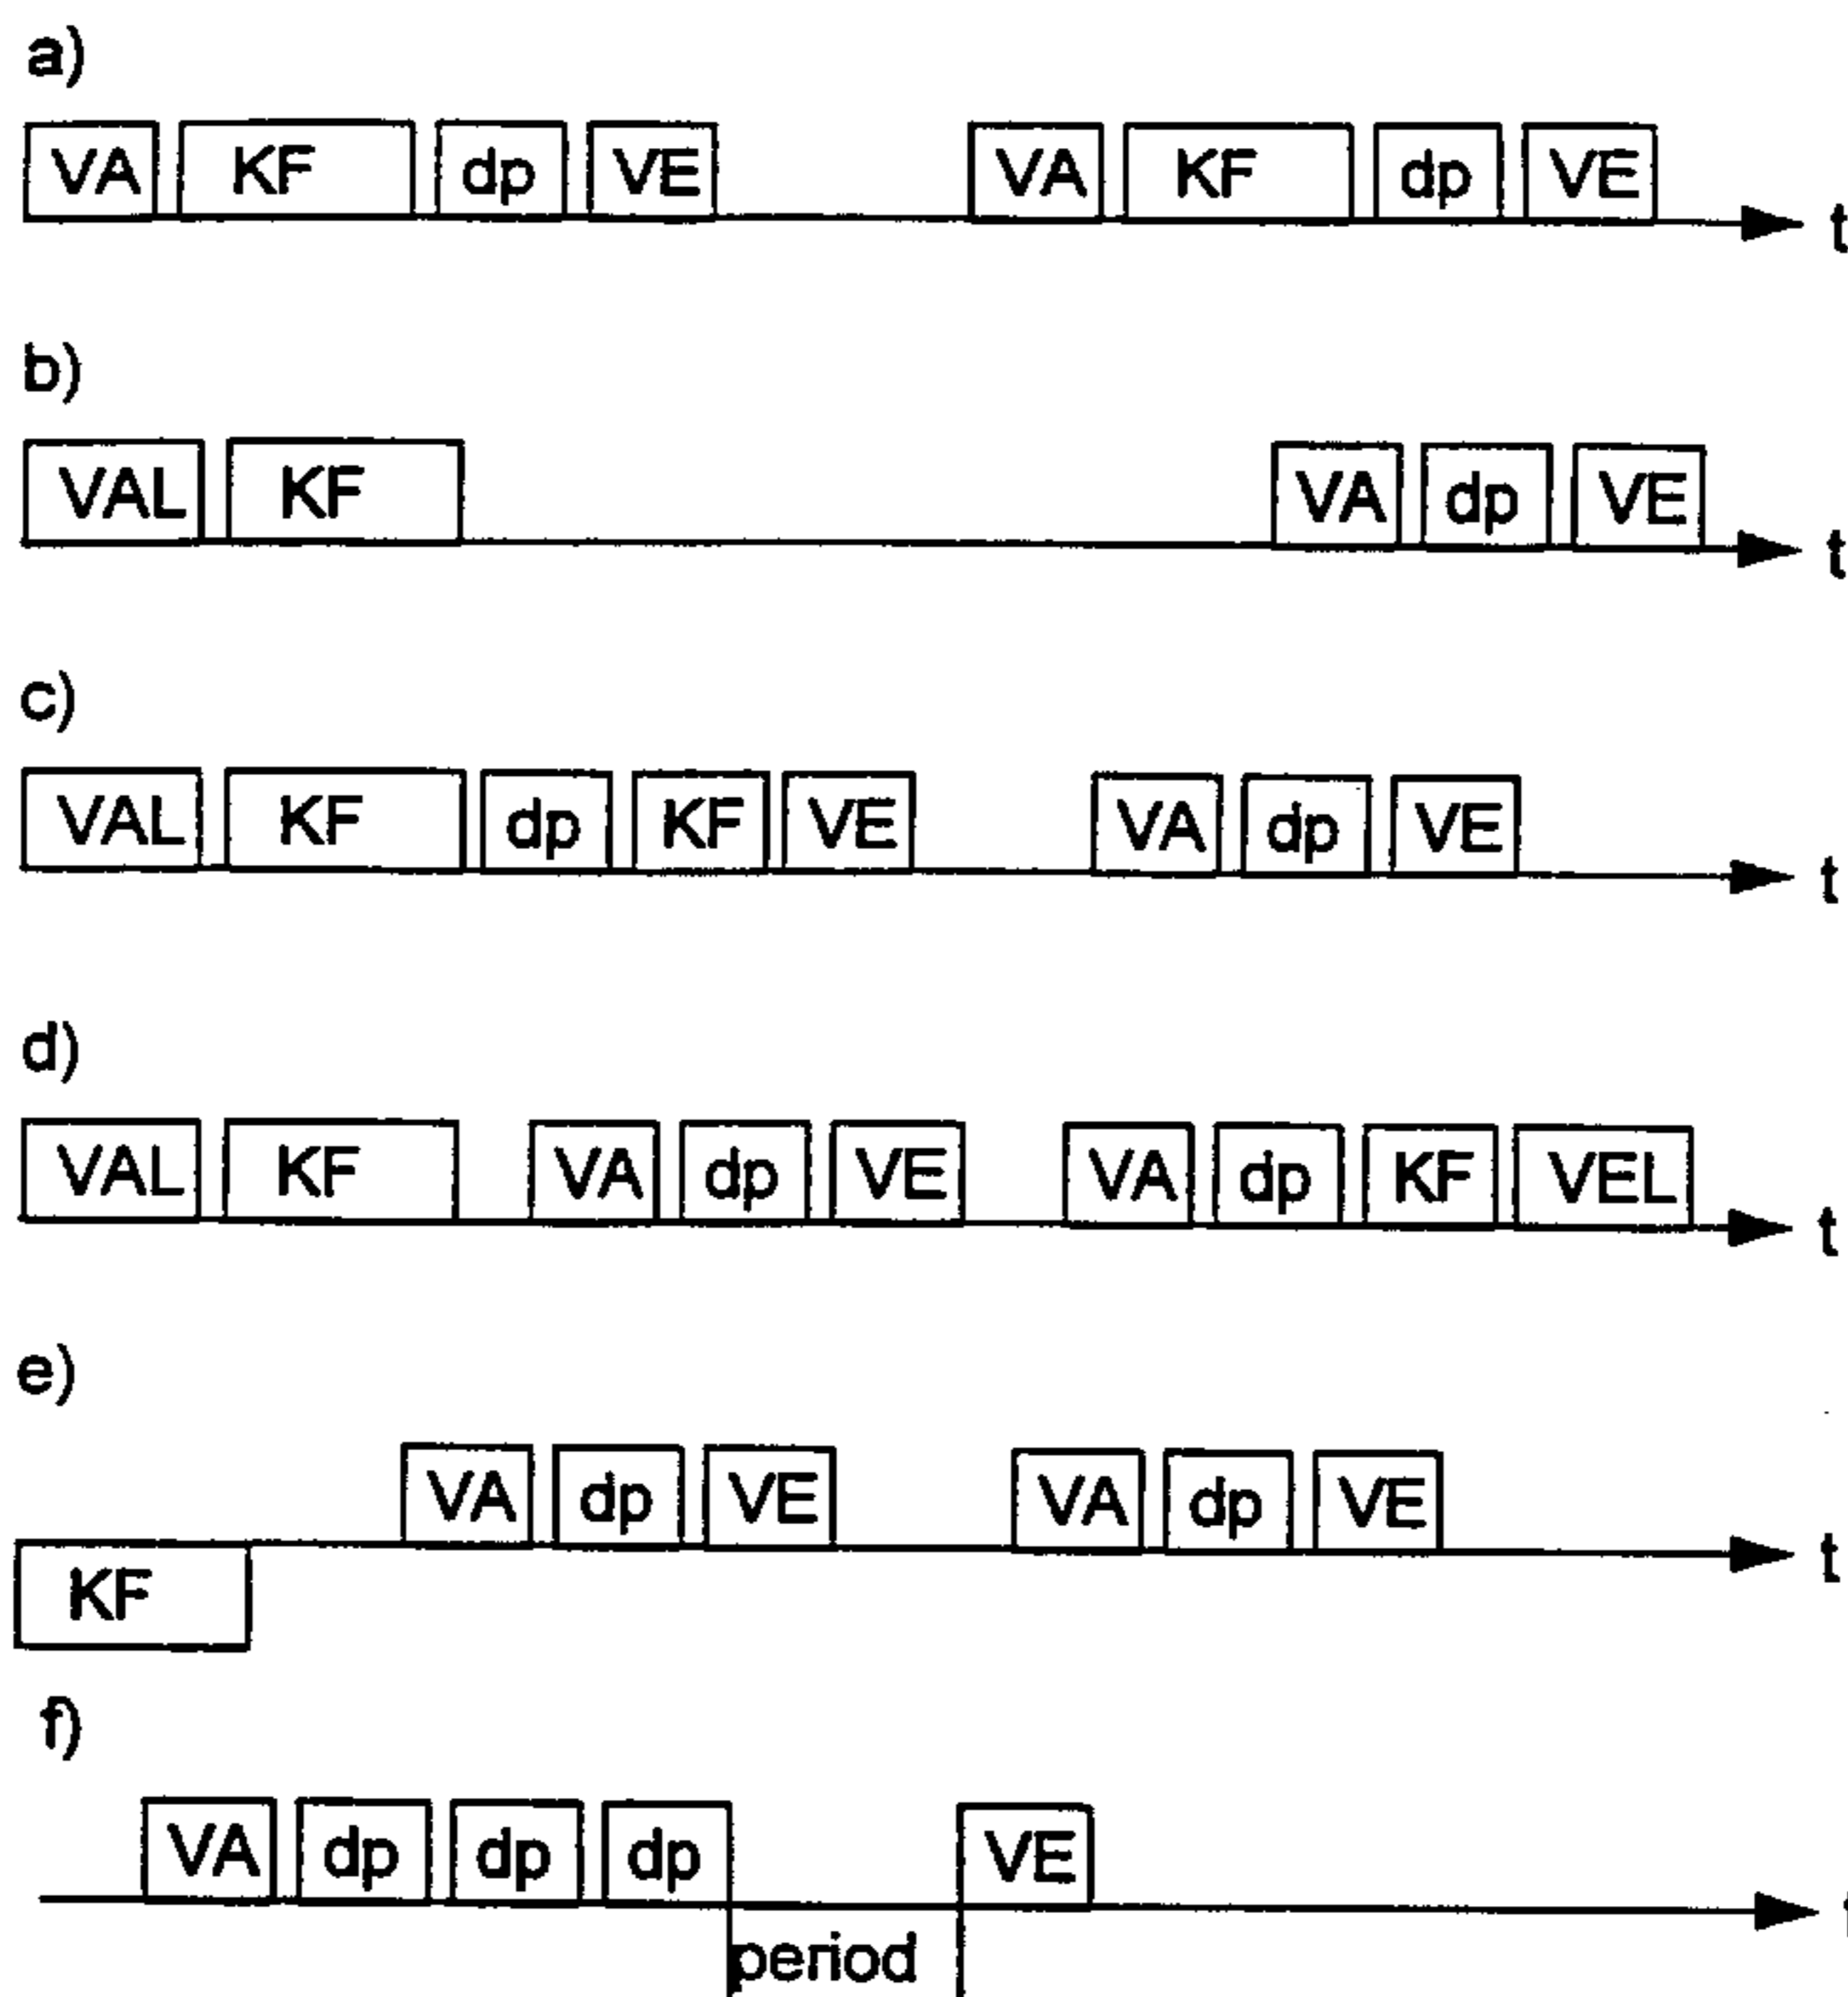 a)
VA KF dp VE VA KF dp VE
t
b)
VAL KF VA dp VE
t
c)
VAL KF dp KF VE VA dp VE
t
d)
VAL KF VA dp VE VA dp KF VEL
t
e)
VA dp VE VA dp VE
t
KF
f)
VA dp dp dp VE
period